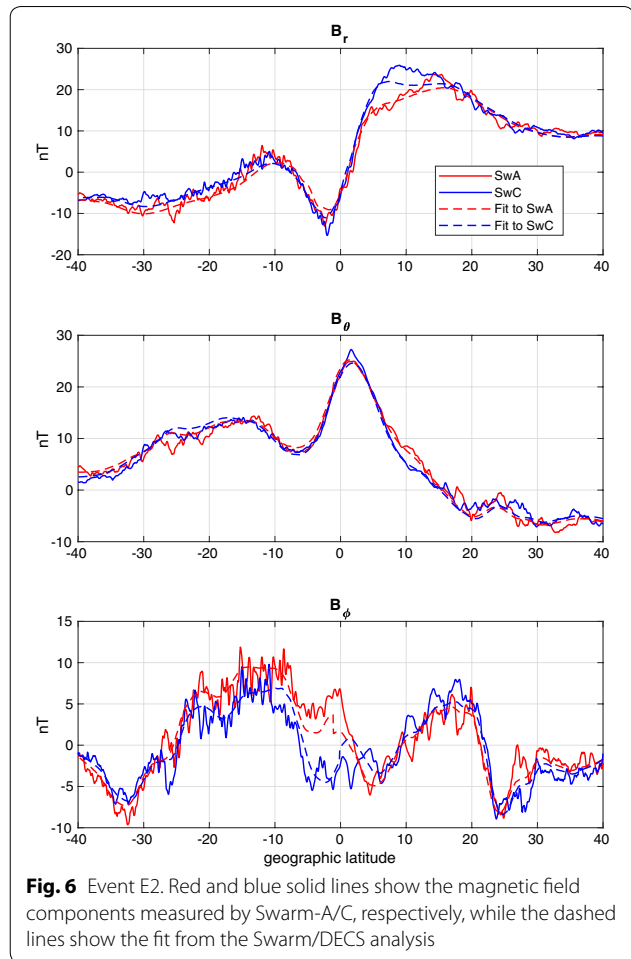 B_r
30
20
10
0
-10
-20
nT
-40 -30 -20 -10 0 10 20 30 40
SwA
SwC
Fit to SwA
Fit to SwC
B_θ
30
20
10
0
-10
nT
-40 -30 -20 -10 0 10 20 30 40
B_ϕ
15
10
5
0
-5
-10
nT
-40 -30 -20 -10 0 10 20 30 40
geographic latitude
Fig. 6 Event E2. Red and blue solid lines show the magnetic field
components measured by Swarm-A/C, respectively, while the dashed
lines show the fit from the Swarm/DECS analysis